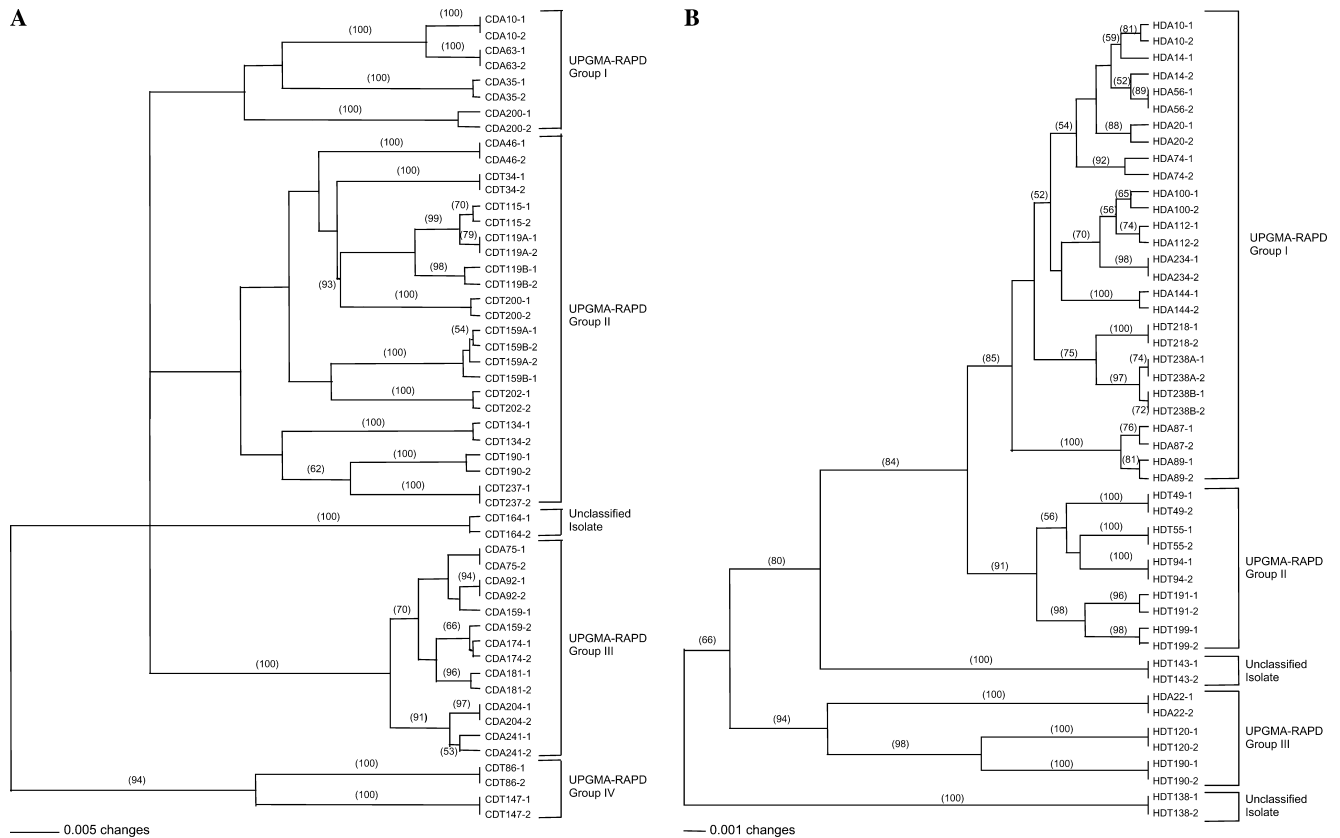 A
(100)
CDA10-1
CDA10-2
(100)
(100)
CDA63-1
CDA63-2
(100)
CDA35-1
CDA35-2
(100)
CDA200-1
CDA200-2
UPGMA-RAPD
Group I
(100)
CDA46-1
CDA46-2
(100)
CDT34-1
CDT34-2
(70)
CDT115-1
CDT115-2
(99)
(79)
CDT119A-1
CDT119A-2
(98)
CDT119B-1
CDT119B-2
(93)
(100)
CDT200-1
CDT200-2
(54)
CDT159A-1
CDT159B-2
(100)
CDT159A-2
CDT159B-1
(100)
CDT202-1
CDT202-2
(100)
CDT134-1
CDT134-2
(100)
CDT190-1
CDT190-2
(62)
(100)
CDT237-1
CDT237-2
UPGMA-RAPD
Group II
(100)
CDT164-1
CDT164-2
Unclassified
Isolate
CDA75-1
CDA75-2
(94)
CDA92-1
CDA92-2
CDA159-1
(70)
(66)
CDA159-2
CDA174-1
CDA174-2
(96)
CDA181-1
CDA181-2
(100)
(97)
CDA204-1
CDA204-2
(91)
CDA241-1
(53)
CDA241-2
UPGMA-RAPD
Group III
(94)
(100)
CDT86-1
CDT86-2
(100)
CDT147-1
CDT147-2
UPGMA-RAPD
Group IV
0.005 changes
B
(81)
HDA10-1
(59)
HDA10-2
HDA14-1
HDA14-2
(52)
(89)
HDA56-1
HDA56-2
(54)
(88)
HDA20-1
HDA20-2
(92)
HDA74-1
HDA74-2
(52)
(65)
HDA100-1
(56)
HDA100-2
(74)
HDA112-1
HDA112-2
(70)
(98)
HDA234-1
HDA234-2
(100)
HDA144-1
HDA144-2
(100)
HDT218-1
HDT218-2
(75)
(74)
HDT238A-1
(97)
HDT238A-2
HDT238B-1
(72)
HDT238B-2
(85)
(76)
HDA87-1
(100)
HDA87-2
(81)
HDA89-1
HDA89-2
UPGMA-RAPD
Group I
(84)
(100)
HDT49-1
HDT49-2
(56)
(100)
HDT55-1
HDT55-2
(100)
HDT94-1
HDT94-2
(91)
(96)
HDT191-1
HDT191-2
(98)
(98)
HDT199-1
HDT199-2
UPGMA-RAPD
Group II
(80)
(100)
HDT143-1
HDT143-2
Unclassified
Isolate
(66)
(100)
HDA22-1
HDA22-2
(94)
(100)
HDT120-1
HDT120-2
(98)
(100)
HDT190-1
HDT190-2
UPGMA-RAPD
Group III
(100)
HDT138-1
HDT138-2
Unclassified
Isolate
0.001 changes